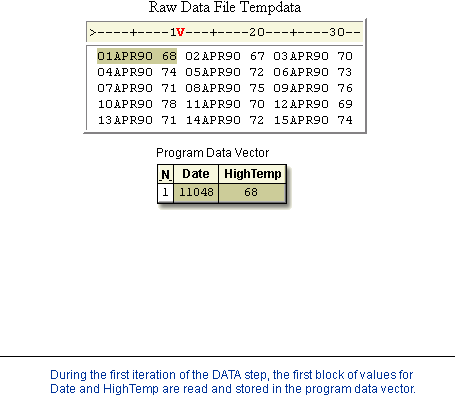 Raw Data File Tempdata
>----+----1V---+----20---+----30--
01APR90 68 02APR90 67 03APR90 70
04APR90 74 05APR90 72 06APR90 73
07APR90 71 08APR90 75 09APR90 76
10APR90 78 11APR90 70 12APR90 69
13APR90 71 14APR90 72 15APR90 74
Program Data Vector
_N_ Date HighTemp
1 11048 68
During the first iteration of the DATA step, the first block of values for
Date and HighTemp are read and stored in the program data vector.